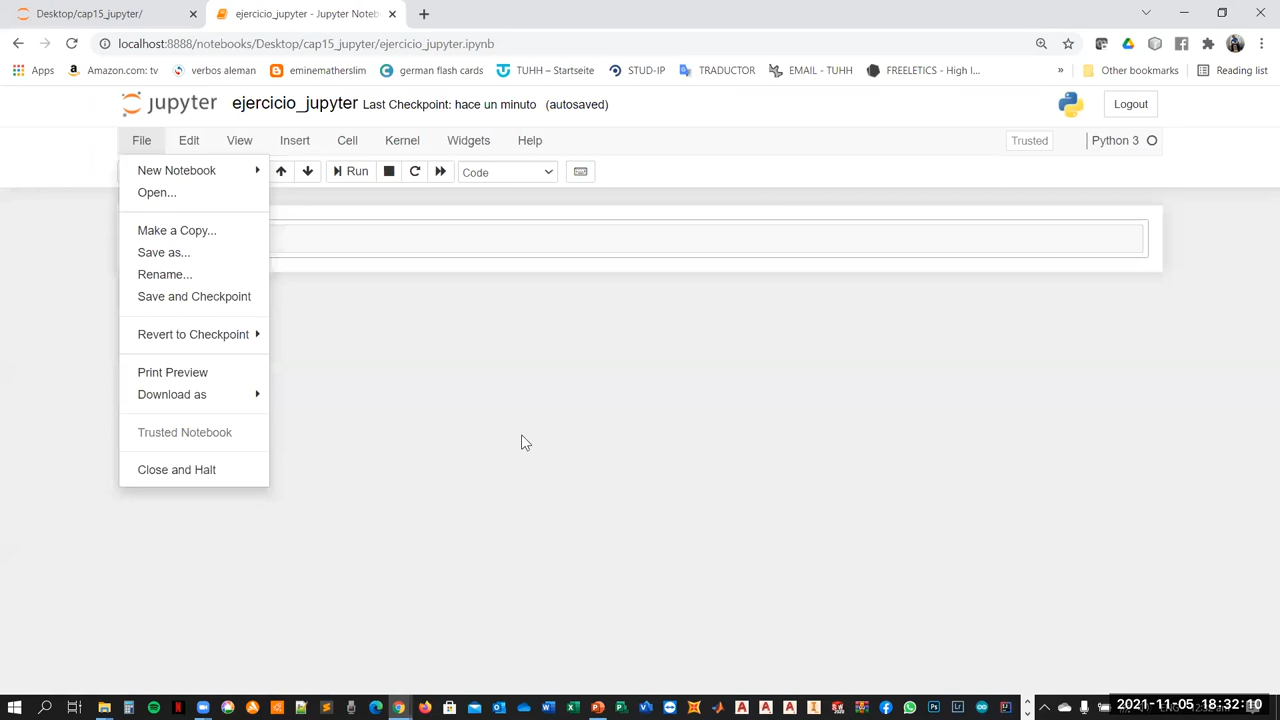 Desktop/cap15_jupyter/
ejercicio_jupyter - Jupyter Noteb
localhost:8888/notebooks/Desktop/cap15_jupyter/ejercicio_jupyter.ipynb
Apps
Amazon.com: tv
verbos aleman
eminematherslim
german flash cards
TUHH – Startseite
STUD-IP
TRADUCTOR
EMAIL - TUHH
FREELETICS - High I...
»
Other bookmarks
Reading list
jupyter ejercicio_jupyter Last Checkpoint: hace un minuto (autosaved)
Logout
File Edit View Insert Cell Kernel Widgets Help
Trusted
Python 3
Run
Code
New Notebook
Open...
Make a Copy...
Save as...
Rename...
Save and Checkpoint
Revert to Checkpoint
Print Preview
Download as
Trusted Notebook
Close and Halt
2021-11-05 18:32:10